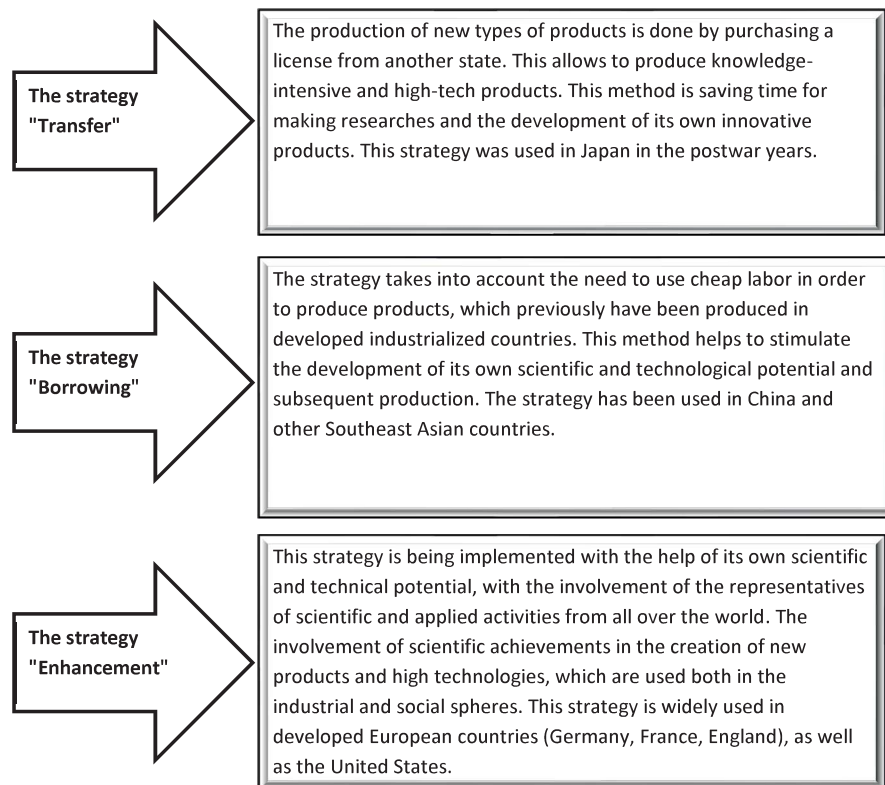 The strategy
"Transfer"
The production of new types of products is done by purchasing a
license from another state. This allows to produce knowledge-
intensive and high-tech products. This method is saving time for
making researches and the development of its own innovative
products. This strategy was used in Japan in the postwar years.
The strategy
"Borrowing"
The strategy takes into account the need to use cheap labor in order
to produce products, which previously have been produced in
developed industrialized countries. This method helps to stimulate
the development of its own scientific and technological potential and
subsequent production. The strategy has been used in China and
other Southeast Asian countries.
The strategy
"Enhancement"
This strategy is being implemented with the help of its own scientific
and technical potential, with the involvement of the representatives
of scientific and applied activities from all over the world. The
involvement of scientific achievements in the creation of new
products and high technologies, which are used both in the
industrial and social spheres. This strategy is widely used in
developed European countries (Germany, France, England), as well
as the United States.